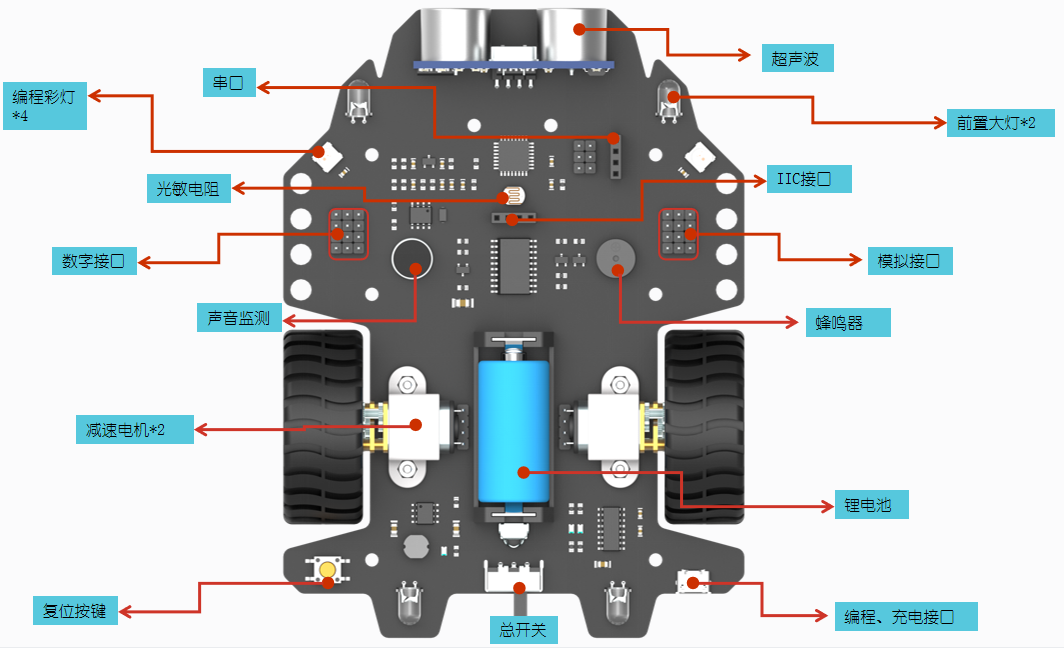 超声波
串口
编程彩灯
*4
前置大灯*2
光敏电阻
IIC接口
数字接口
模拟接口
声音监测
蜂鸣器
减速电机*2
锂电池
复位按键
编程、充电接口
总开关